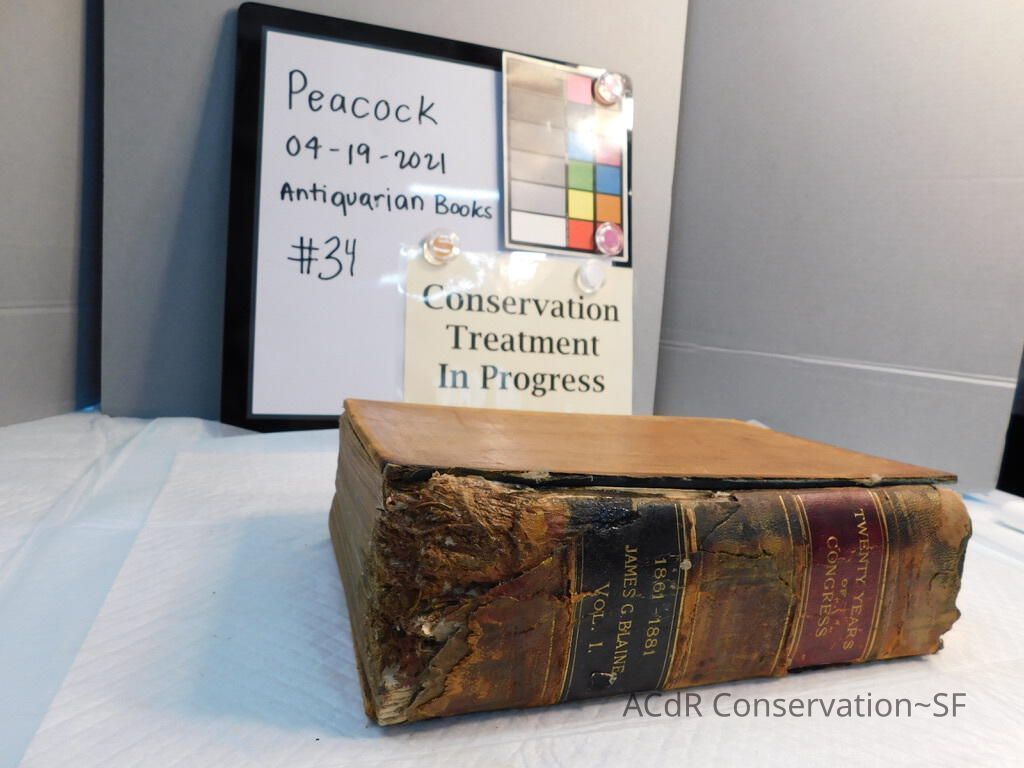 Peacock
04-19-2021
Antiquarian Books
#34
Conservation
Treatment
In Progress
TWENTY YEARS
OF
CONGRESS
1861-1881
JAMES G. BLAINE
VOL. I.
ACdR Conservation~SF